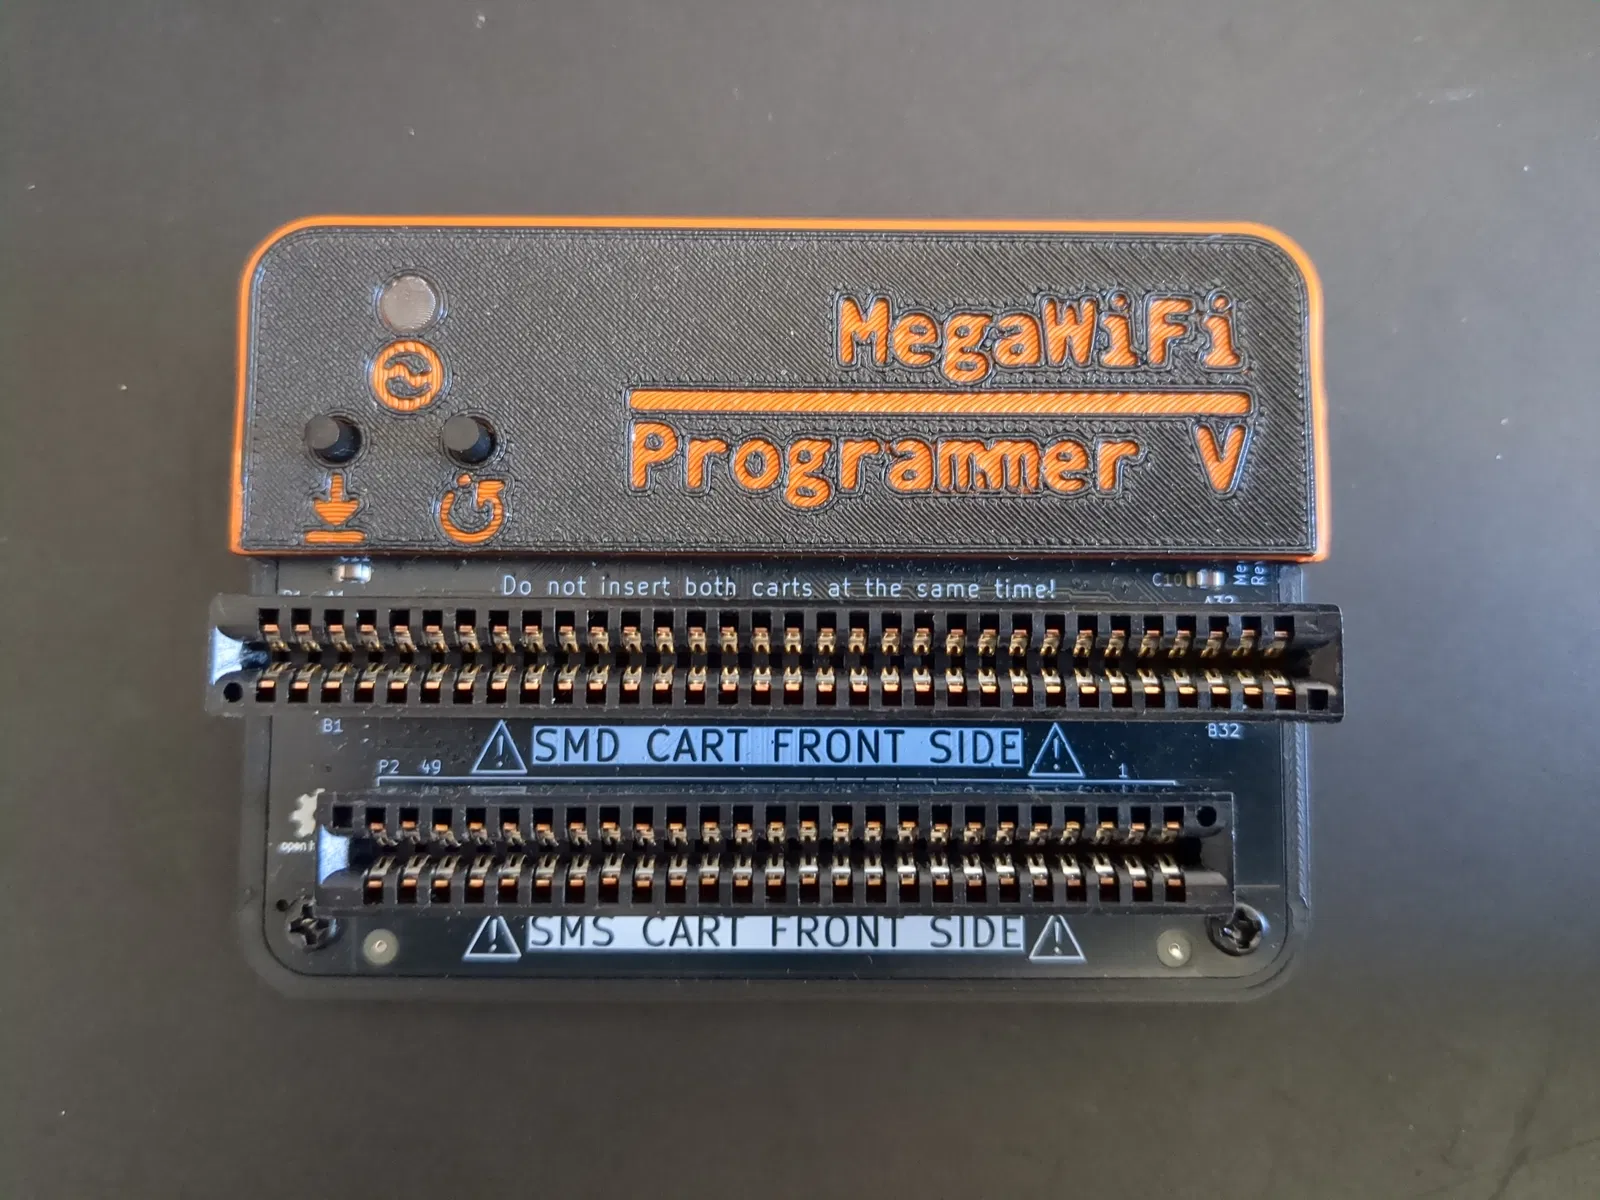 MegaWiFi
Programmer V
Do not insert both carts at the same time!
C10
A32
B1
B32
SMD CART FRONT SIDE
P2 49
1
open
SMS CART FRONT SIDE